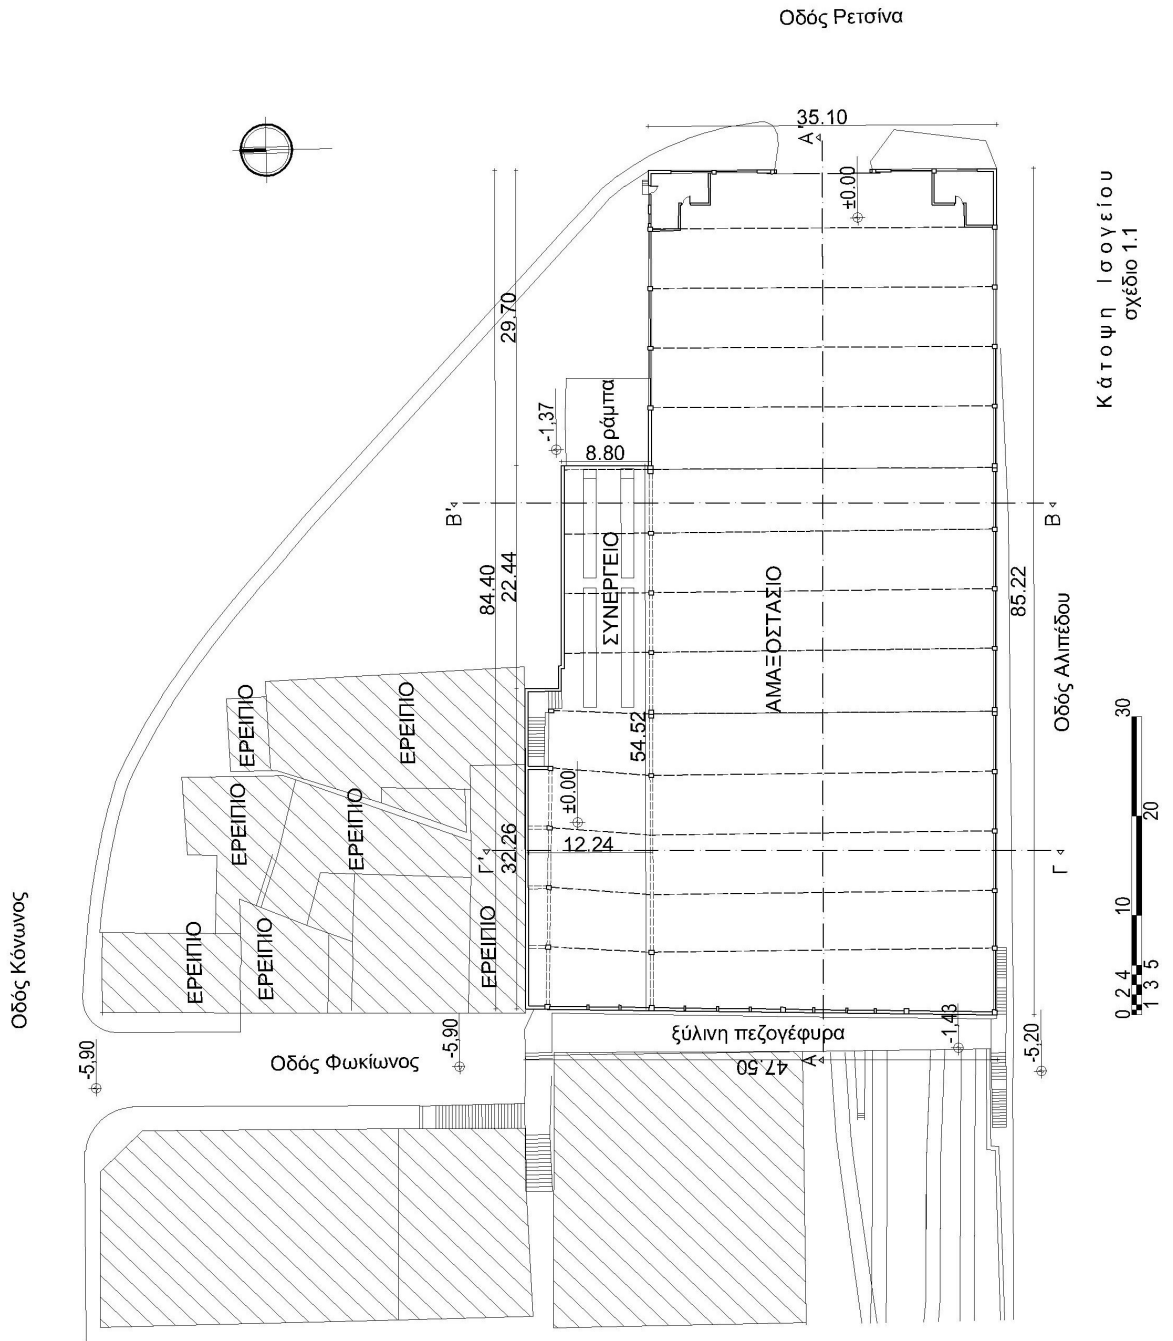 Οδός Ρετσίνα
35.10
Α'
±0.00
Κάτοψη Ισογείου
σχέδιο 1.1
29.70
ράμπα
-1,37
8.80
Β'
Β
ΣΥΝΕΡΓΕΙΟ
84.40
22.44
ΑΜΑΞΟΣΤΑΣΙΟ
85.22
Οδός Αλιπέδου
ΕΡΕΙΠΙΟ
ΕΡΕΙΠΙΟ
54.52
±0.00
ΕΡΕΙΠΙΟ
ΕΡΕΙΠΙΟ
Γ'
32.26
12.24
Γ
Οδός Κόνωνος
ΕΡΕΙΠΙΟ
ΕΡΕΙΠΙΟ
ΕΡΕΙΠΙΟ
30
20
10
0 2 4
1 3 5
ξύλινη πεζογέφυρα
-1,43
-5,90
Οδός Φωκίωνος
-5,90
47.50
Α
-5,20